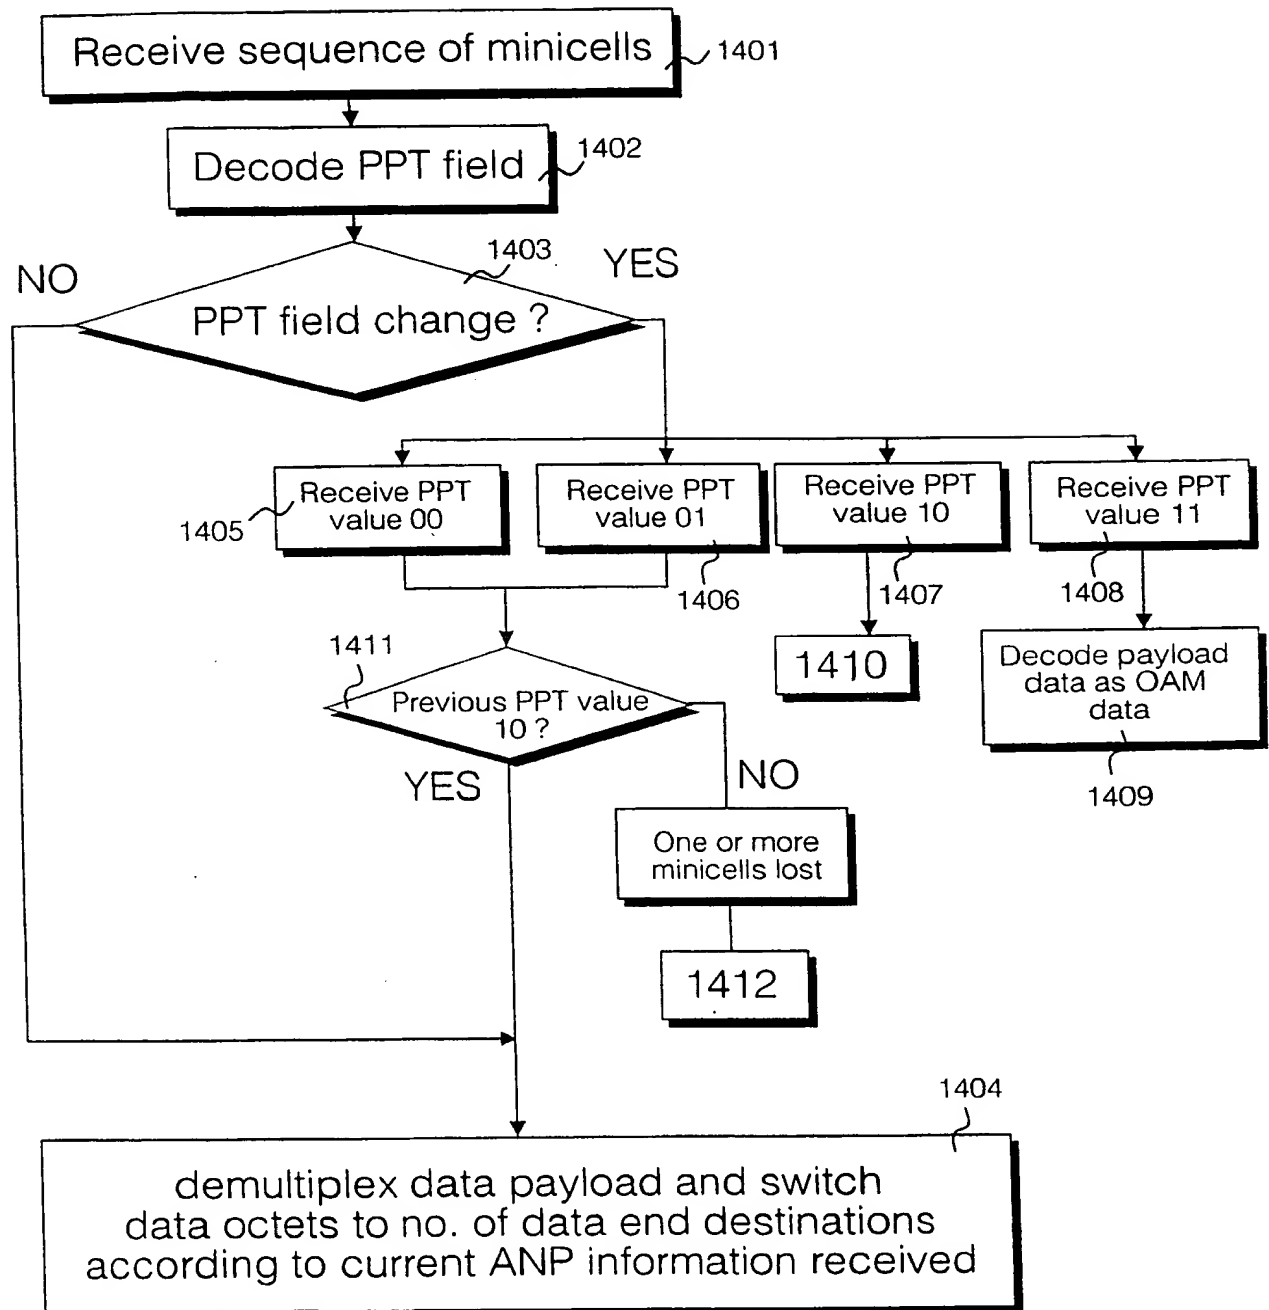 Receive sequence of minicells
1401
Decode PPT field
1402
1403
NO
YES
PPT field change ?
Receive PPT
value 00
1405
Receive PPT
value 01
1406
Receive PPT
value 10
1407
Receive PPT
value 11
1408
1411
Previous PPT value
10 ?
YES
NO
1410
Decode payload
data as OAM
data
1409
One or more
minicells lost
1412
1404
demultiplex data payload and switch
data octets to no. of data end destinations
according to current ANP information received